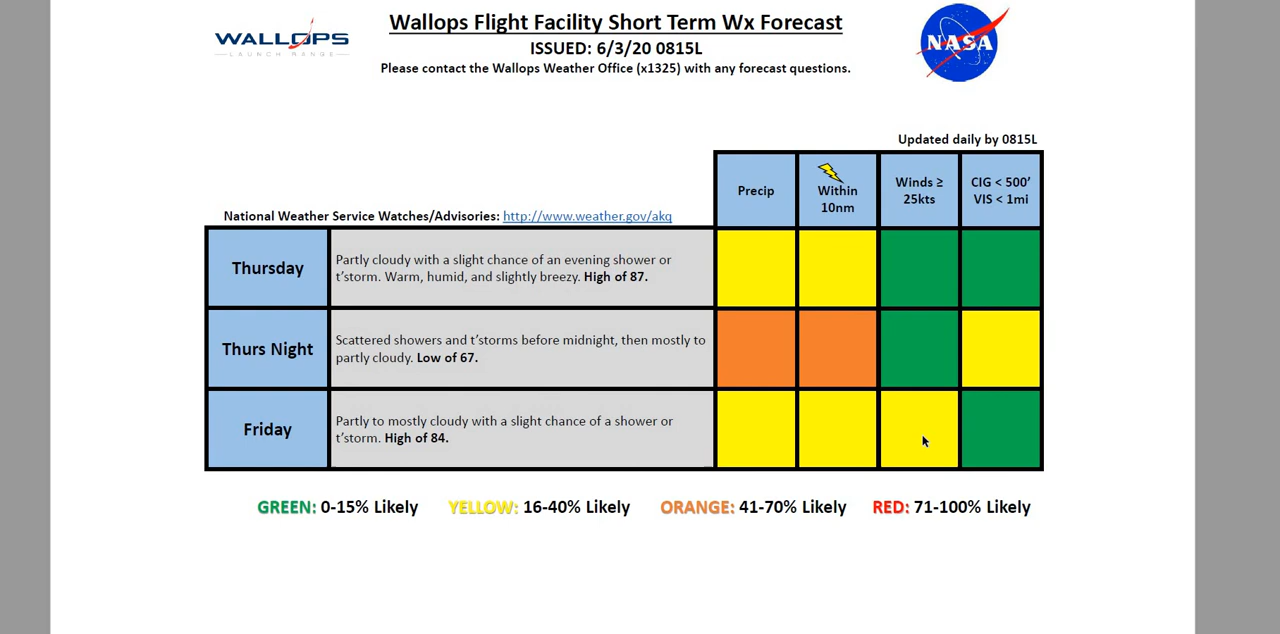 WALLOPS
LAUNCH RANGE
Wallops Flight Facility Short Term Wx Forecast
ISSUED: 6/3/20 0815L
Please contact the Wallops Weather Office (x1325) with any forecast questions.
NASA
Updated daily by 0815L
National Weather Service Watches/Advisories: http://www.weather.gov/akq
Precip
Within
10nm
Winds ≥
25kts
CIG < 500’
VIS < 1mi
Thursday
Partly cloudy with a slight chance of an evening shower or
t’storm. Warm, humid, and slightly breezy. High of 87.
Thurs Night
Scattered showers and t’storms before midnight, then mostly to
partly cloudy. Low of 67.
Friday
Partly to mostly cloudy with a slight chance of a shower or
t’storm. High of 84.
GREEN: 0-15% Likely YELLOW: 16-40% Likely ORANGE: 41-70% Likely RED: 71-100% Likely